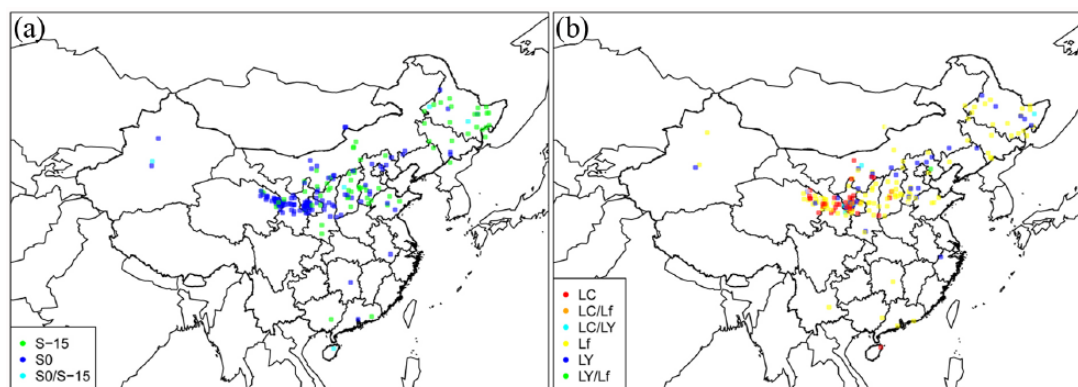 (a)
S-15
S0
S0/S-15
(b)
LC
LC/Lf
LC/LY
Lf
LY
LY/Lf